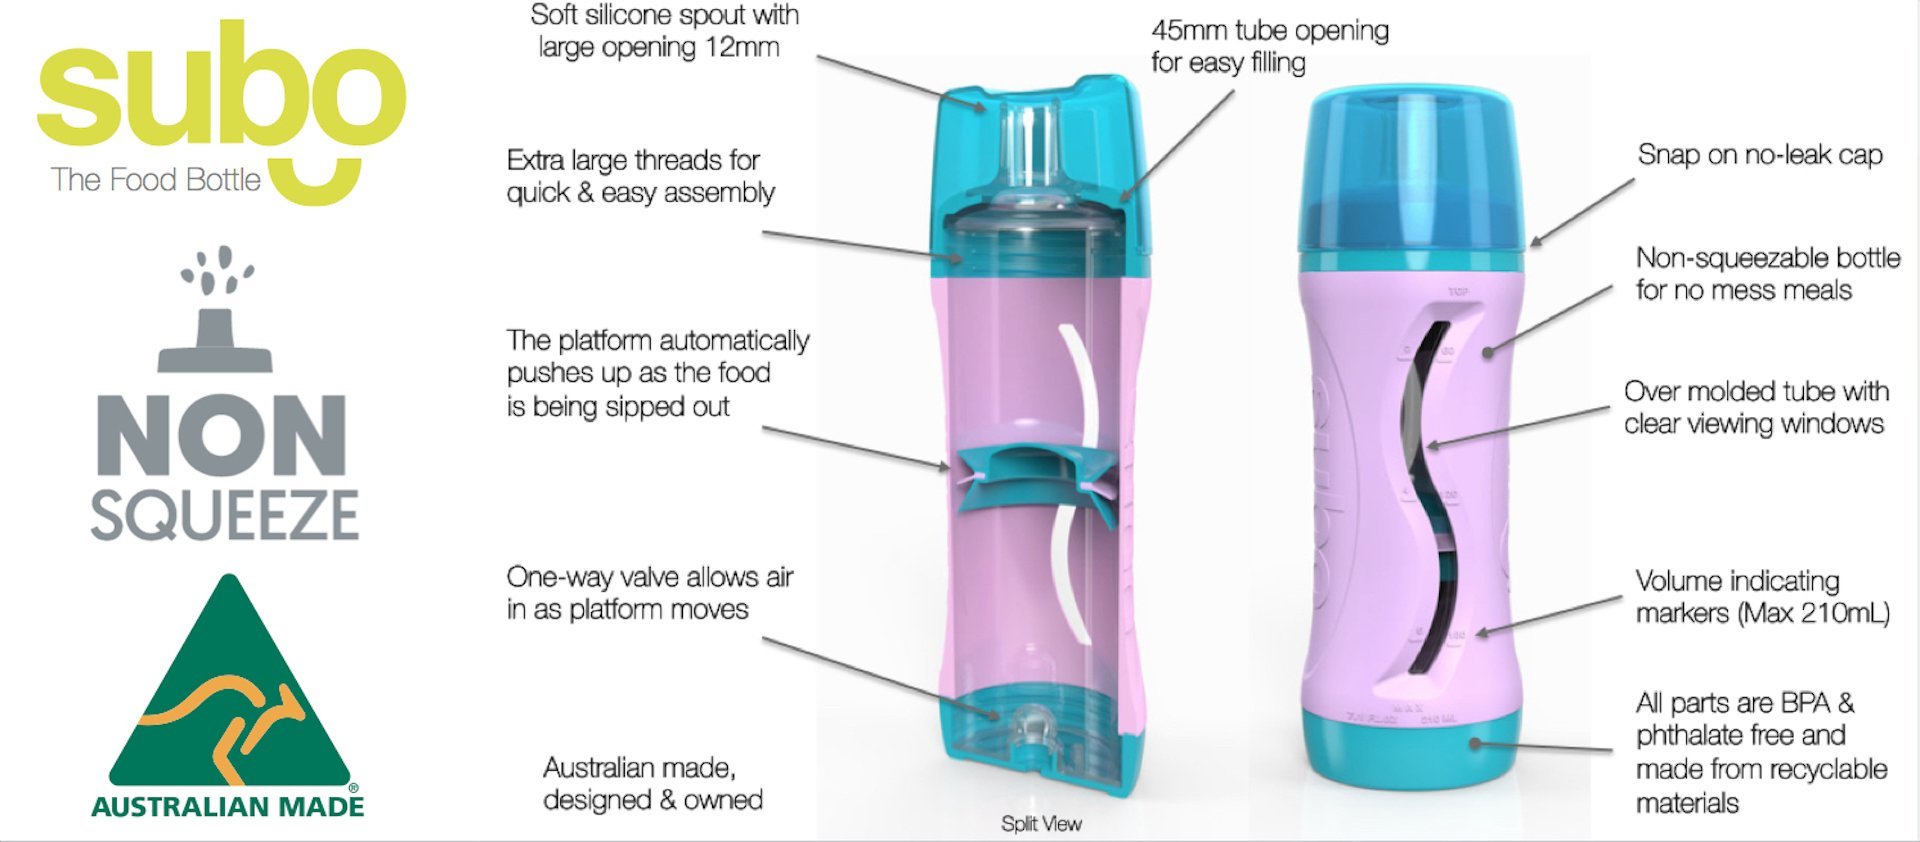 subo
The Food Bottle
NON
SQUEEZE
®
AUSTRALIAN MADE
Soft silicone spout with
large opening 12mm
Extra large threads for
quick & easy assembly
The platform automatically
pushes up as the food
is being sipped out
One-way valve allows air
in as platform moves
Australian made,
designed & owned
45mm tube opening
for easy filling
Split View
TOP
MAX
subo
Snap on no-leak cap
Non-squeezable bottle
for no mess meals
Over molded tube with
clear viewing windows
Volume indicating
markers (Max 210mL)
All parts are BPA &
phthalate free and
made from recyclable
materials